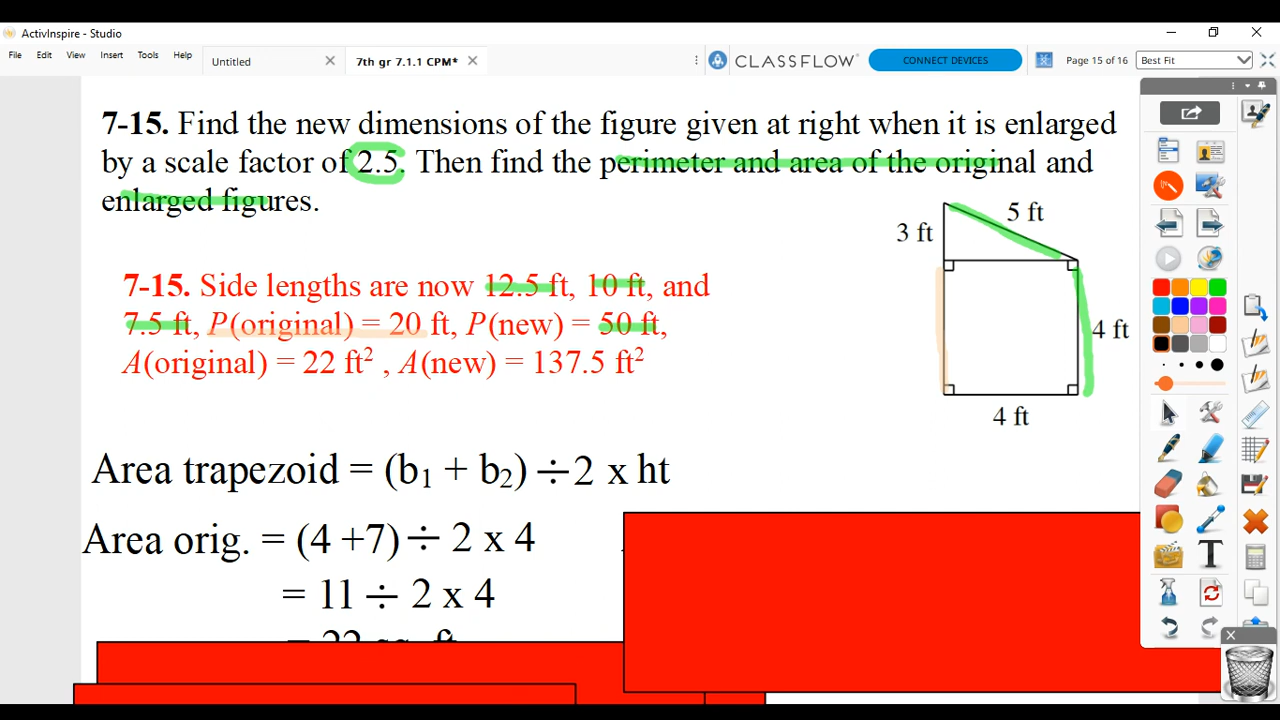 ActivInspire - Studio
File Edit View Insert Tools Help
Untitled
7th gr 7.1.1 CPM*
CLASSFLOW
CONNECT DEVICES
Page 15 of 16
Best Fit
7-15. Find the new dimensions of the figure given at right when it is enlarged
by a scale factor of 2.5. Then find the perimeter and area of the original and
enlarged figures.
5 ft
3 ft
4 ft
4 ft
7-15. Side lengths are now 12.5 ft, 10 ft, and
7.5 ft, P(original) = 20 ft, P(new) = 50 ft,
A(original) = 22 ft² , A(new) = 137.5 ft²
Area trapezoid = (b₁ + b₂) ÷2 x ht
Area orig. = (4 +7) ÷ 2 x 4
= 11 ÷ 2 x 4
= 22 sq. ft
T